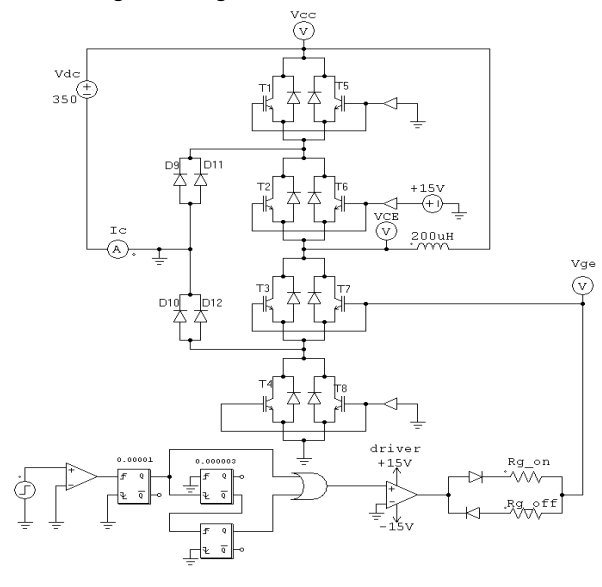 Vcc
V
Vdc
350
T1
T5
D9
D11
T2
T6
+15V
VCE
V
200uH
Ic
A
Vge
V
D10
D12
T3
T7
T4
T8
0.00001
0.000003
driver
+15V
-15V
Rg_on
Rg_off
Q
Q
Q
Q
Q
Q